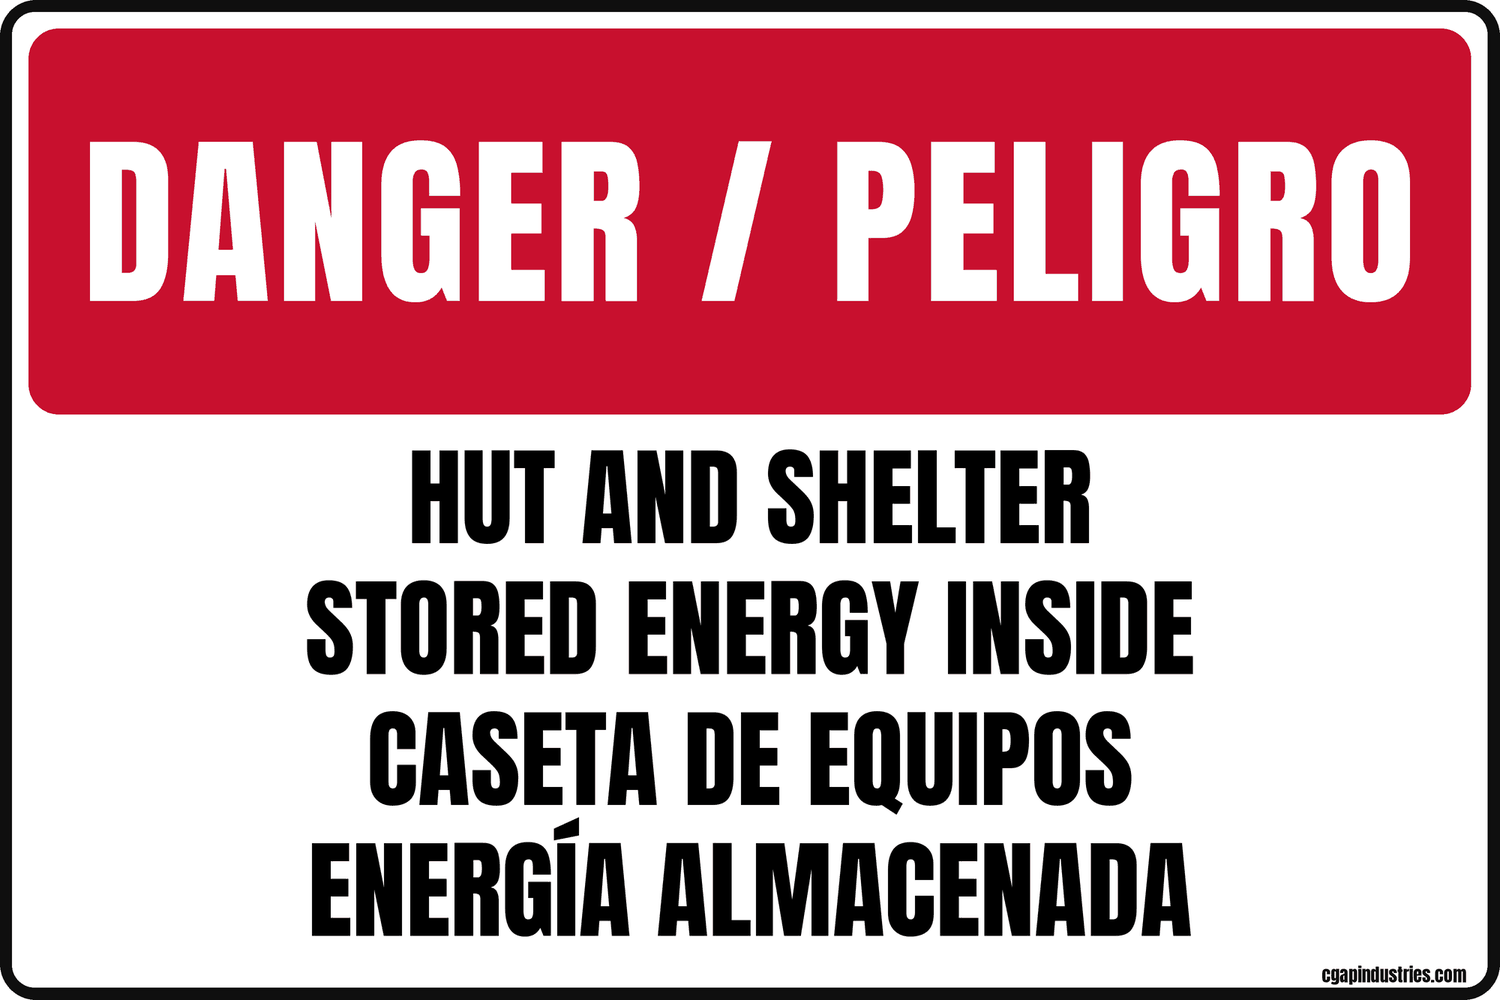 DANGER / PELIGRO
HUT AND SHELTER
STORED ENERGY INSIDE
CASETA DE EQUIPOS
ENERGÍA ALMACENADA
cgapindustries.com